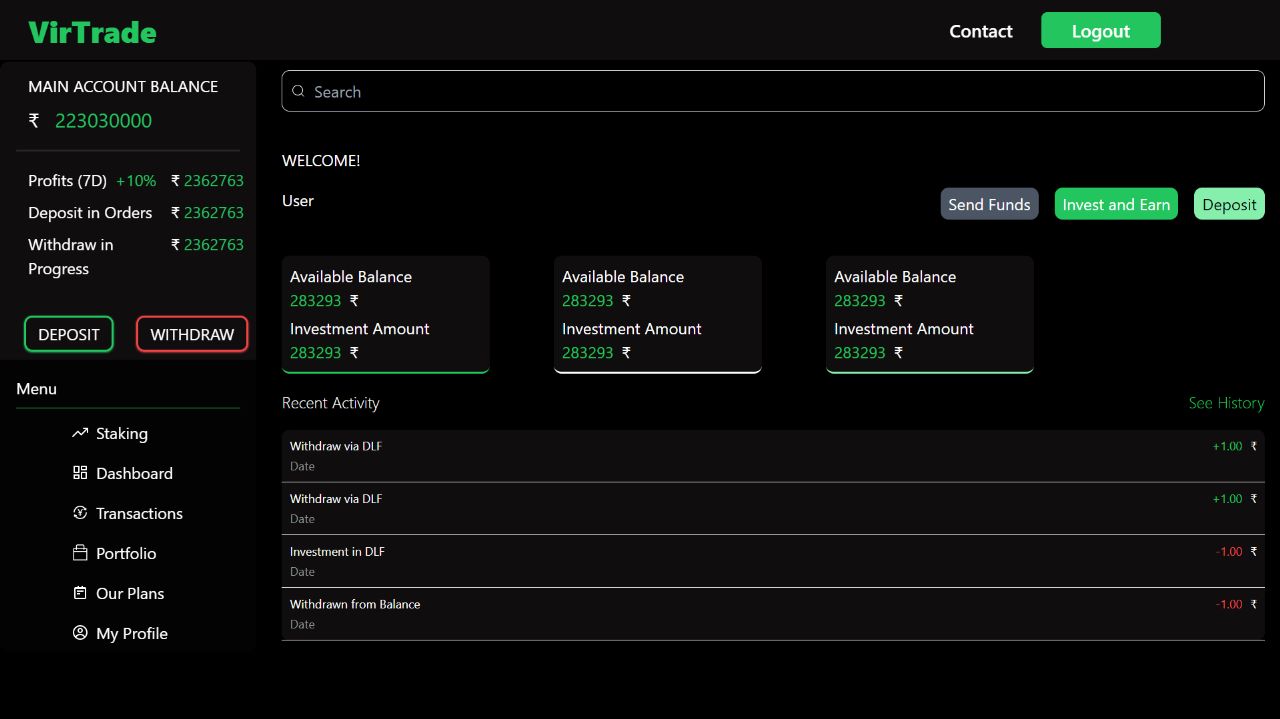 VirTrade
Contact
Logout
MAIN ACCOUNT BALANCE
₹ 223030000
Profits (7D) +10% ₹ 2362763
Deposit in Orders ₹ 2362763
Withdraw in Progress ₹ 2362763
DEPOSIT
WITHDRAW
Menu
Staking
Dashboard
Transactions
Portfolio
Our Plans
My Profile
Search
WELCOME!
User
Send Funds
Invest and Earn
Deposit
Available Balance
283293 ₹
Investment Amount
283293 ₹
Available Balance
283293 ₹
Investment Amount
283293 ₹
Available Balance
283293 ₹
Investment Amount
283293 ₹
Recent Activity
See History
Withdraw via DLF
Date
+1.00 ₹
Withdraw via DLF
Date
+1.00 ₹
Investment in DLF
Date
-1.00 ₹
Withdrawn from Balance
Date
-1.00 ₹